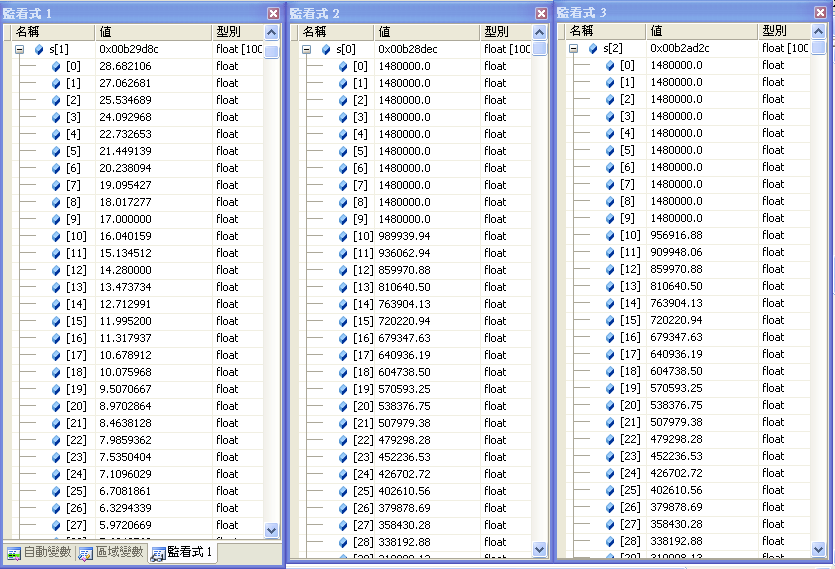 監看式 1
名稱 值 型別
s[1] 0x00b29d8c float [100
[0] 28.682106 float
[1] 27.062681 float
[2] 25.534689 float
[3] 24.092968 float
[4] 22.732653 float
[5] 21.449139 float
[6] 20.238094 float
[7] 19.095427 float
[8] 18.017277 float
[9] 17.000000 float
[10] 16.040159 float
[11] 15.134512 float
[12] 14.280000 float
[13] 13.473734 float
[14] 12.712991 float
[15] 11.995200 float
[16] 11.317937 float
[17] 10.678912 float
[18] 10.075968 float
[19] 9.5070667 float
[20] 8.9702864 float
[21] 8.4638128 float
[22] 7.9859362 float
[23] 7.5350404 float
[24] 7.1096029 float
[25] 6.7081861 float
[26] 6.3294339 float
[27] 5.9720669 float
自動變數 區域變數 監看式 1
監看式 2
名稱 值 型別
s[0] 0x00b28dec float [100
[0] 1480000.0 float
[1] 1480000.0 float
[2] 1480000.0 float
[3] 1480000.0 float
[4] 1480000.0 float
[5] 1480000.0 float
[6] 1480000.0 float
[7] 1480000.0 float
[8] 1480000.0 float
[9] 1480000.0 float
[10] 989939.94 float
[11] 936062.94 float
[12] 859970.88 float
[13] 810640.50 float
[14] 763904.13 float
[15] 720220.94 float
[16] 679347.63 float
[17] 640936.19 float
[18] 604738.50 float
[19] 570593.25 float
[20] 538376.75 float
[21] 507979.38 float
[22] 479298.28 float
[23] 452236.53 float
[24] 426702.72 float
[25] 402610.56 float
[26] 379878.69 float
[27] 358430.28 float
[28] 338192.88 float
監看式 3
名稱 值 型別
s[2] 0x00b2ad2c float [100
[0] 1480000.0 float
[1] 1480000.0 float
[2] 1480000.0 float
[3] 1480000.0 float
[4] 1480000.0 float
[5] 1480000.0 float
[6] 1480000.0 float
[7] 1480000.0 float
[8] 1480000.0 float
[9] 1480000.0 float
[10] 956916.88 float
[11] 909948.06 float
[12] 859970.88 float
[13] 810640.50 float
[14] 763904.13 float
[15] 720220.94 float
[16] 679347.63 float
[17] 640936.19 float
[18] 604738.50 float
[19] 570593.25 float
[20] 538376.75 float
[21] 507979.38 float
[22] 479298.28 float
[23] 452236.53 float
[24] 426702.72 float
[25] 402610.56 float
[26] 379878.69 float
[27] 358430.28 float
[28] 338192.88 float